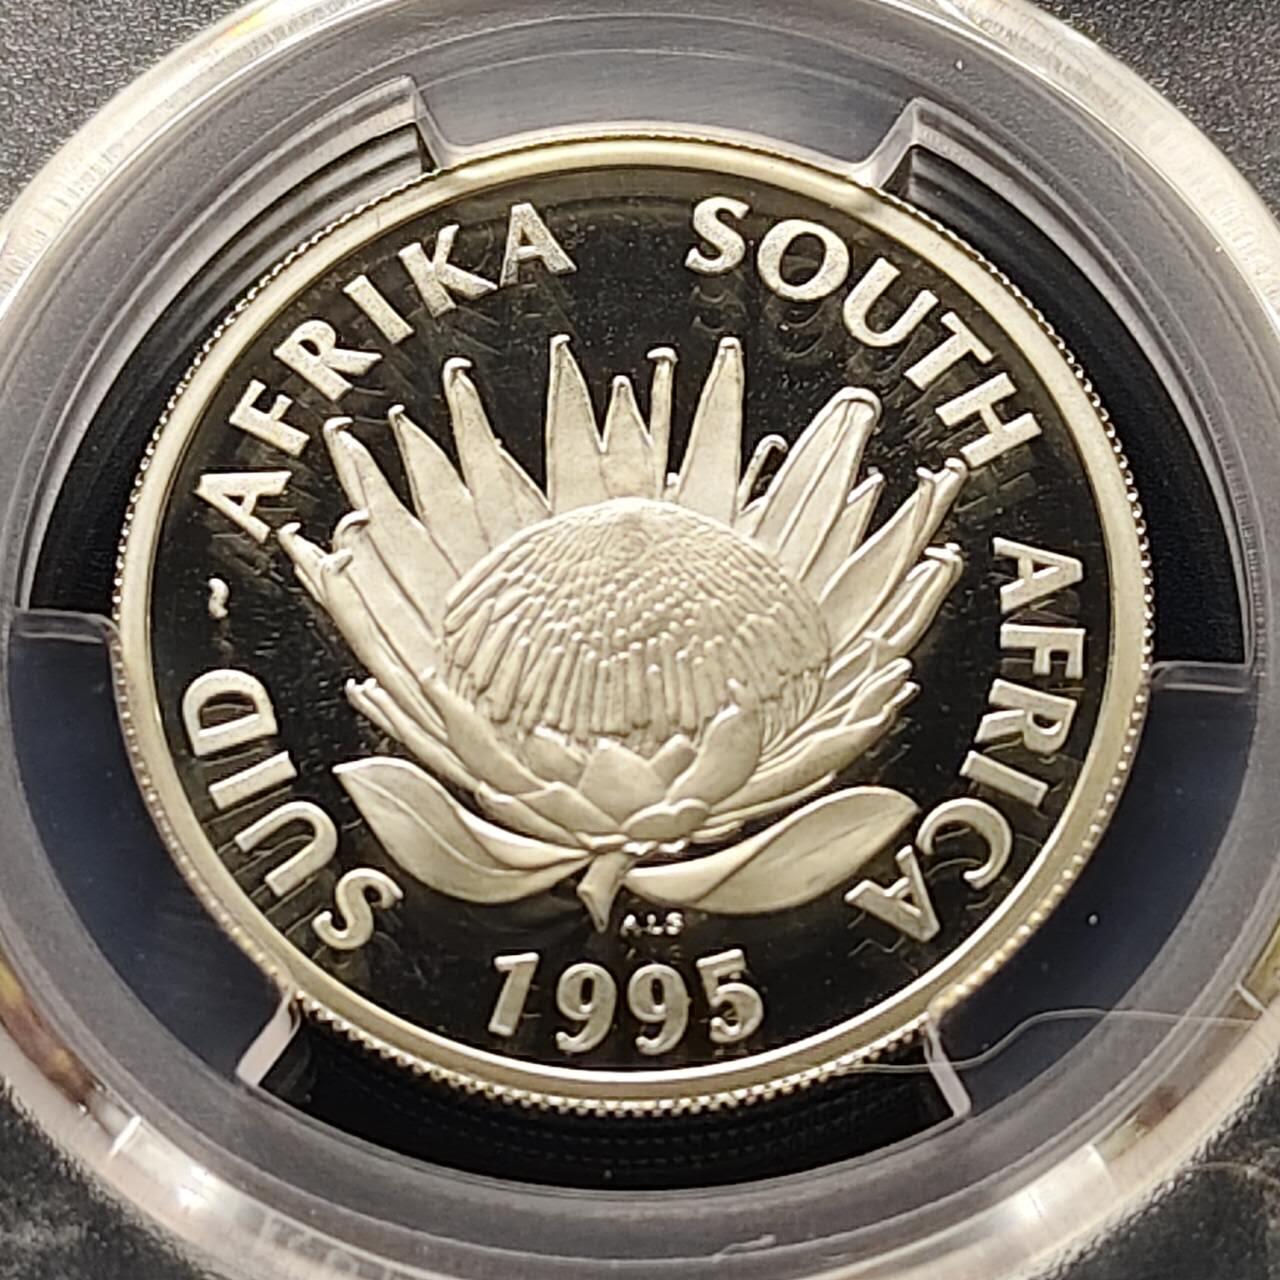 SUID ~ AFRIKA SOUTH AFRICA
ALS
1995